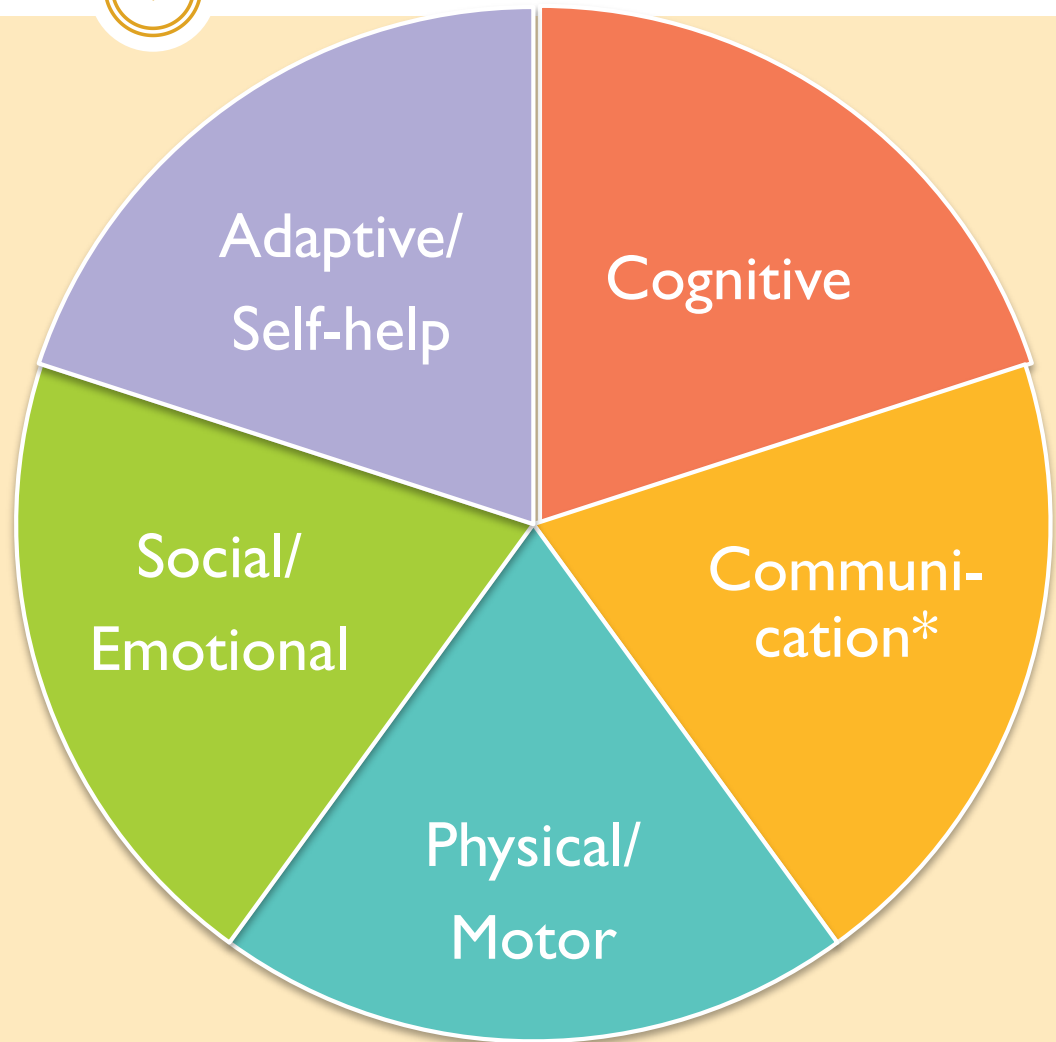 Adaptive/
Self-help
Cognitive
Social/
Emotional
Communi-
cation*
Physical/
Motor